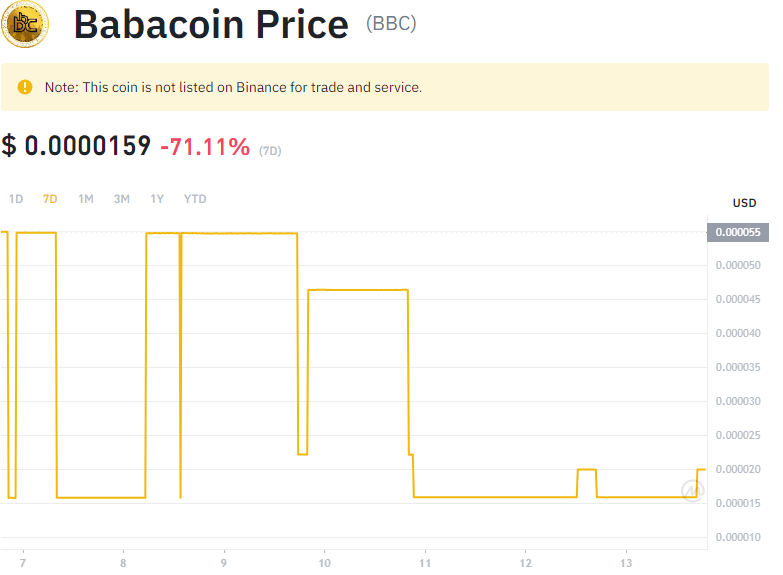 BBC
Babacoin Price (BBC)
Note: This coin is not listed on Binance for trade and service.
$ 0.0000159 -71.11% (7D)
1D 7D 1M 3M 1Y YTD
USD
0.000055
0.000050
0.000045
0.000040
0.000035
0.000030
0.000025
0.000020
0.000015
0.000010
7 8 9 10 11 12 13